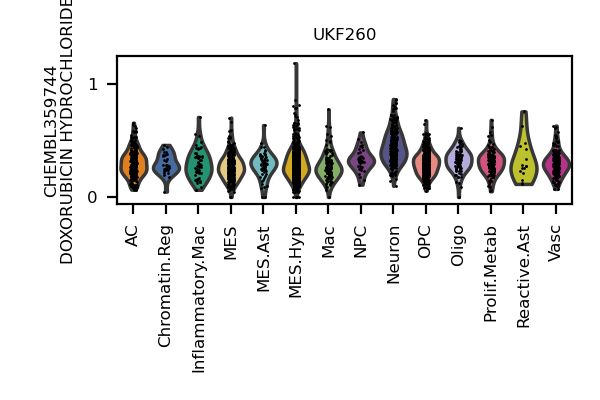 UKF260
CHEMBL359744
DOXORUBICIN HYDROCHLORIDE
1
0
AC
Chromatin.Reg
Inflammatory.Mac
MES
MES.Ast
MES.Hyp
Mac
NPC
Neuron
OPC
Oligo
Prolif.Metab
Reactive.Ast
Vasc